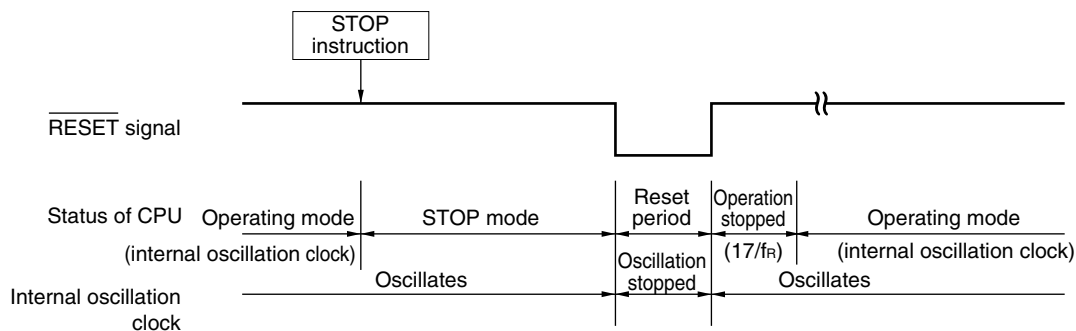 STOP
instruction
RESET signal
Status of CPU
Operating mode
(internal oscillation clock)
STOP mode
Reset
period
Operation
stopped
(17/fR)
Operating mode
(internal oscillation clock)
Internal oscillation
clock
Oscillates
Oscillation
stopped
Oscillates